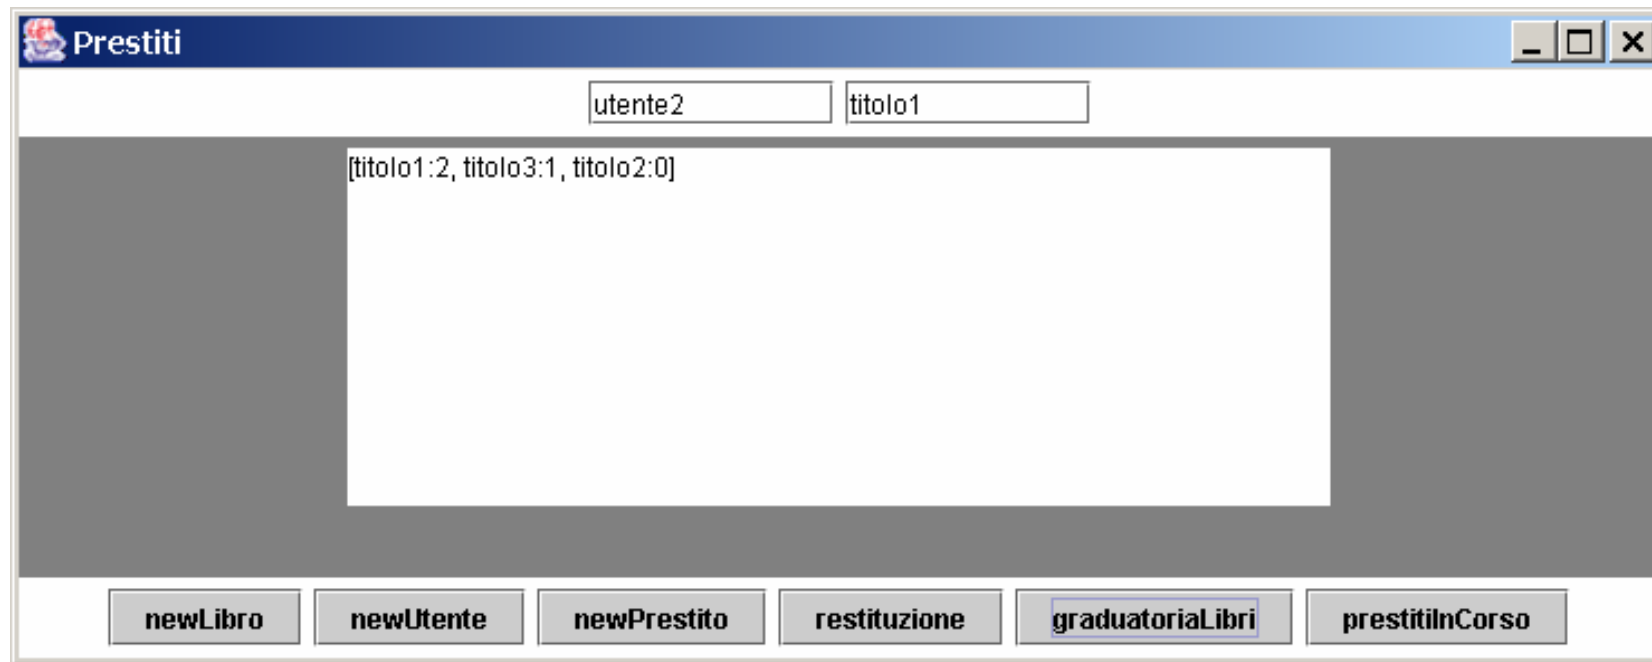 Prestiti
utente2 titolo1
[titolo1:2, titolo3:1, titolo2:0]
newLibro newUtente newPrestito restituzione graduatoriaLibri prestitiInCorso